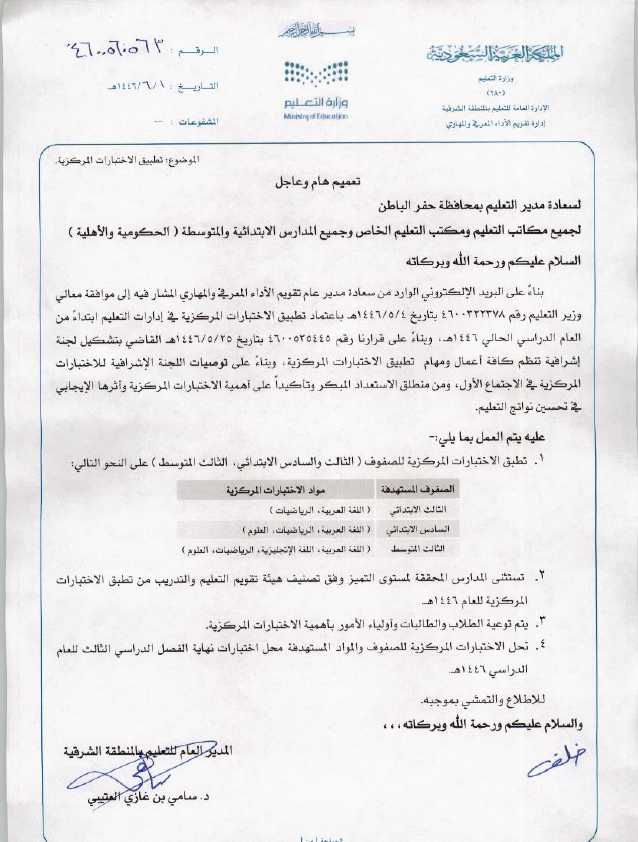 بسم الله الرحمن الرحيم
المملكة العربية السعودية
وزارة التعليم
(٢٨٠)
الإدارة العامة للتعليم بالمنطقة الشرقية
إدارة تقويم الأداء المعرفي والمهاري
وزارة التعليم
Ministry of Education
الرقم :
التاريخ : ١٤٤٦/٦/١هـ
المشفوعات : --
الموضوع: تطبيق الاختبارات المركزية.
تعميم هام وعاجل
لسعادة مدير التعليم بمحافظة حفر الباطن
لجميع مكاتب التعليم ومكتب التعليم الخاص وجميع المدارس الابتدائية والمتوسطة ( الحكومية والأهلية )
السلام عليكم ورحمة الله وبركاته
بناءً على البريد الإلكتروني الوارد من سعادة مدير عام تقويم الأداء المعرفي والمهاري المشار فيه إلى موافقة معالي
وزير التعليم رقم ٤٦٠٠٣٢٢٣٧٨ بتاريخ ١٤٤٦/٥/٤هـ باعتماد تطبيق الاختبارات المركزية في إدارات التعليم ابتداءً من
العام الدراسي الحالي ١٤٤٦هـ، وبناءً على قرارنا رقم ٤٦٠٠٥٣٥٤٤٥ بتاريخ ١٤٤٦/٥/٢٥هـ القاضي بتشكيل لجنة
إشرافية تنظم كافة أعمال ومهام تطبيق الاختبارات المركزية، وبناءً على توصيات اللجنة الإشرافية للاختبارات
المركزية في الاجتماع الأول، ومن منطلق الاستعداد المبكر وتأكيداً على أهمية الاختبارات المركزية وأثرها الإيجابي
في تحسين نواتج التعليم.
عليه يتم العمل بما يلي:-
١. تطبق الاختبارات المركزية للصفوف ( الثالث والسادس الابتدائي، الثالث المتوسط ) على النحو التالي:
الصفوف المستهدفة مواد الاختبارات المركزية
الثالث الابتدائي ( اللغة العربية، الرياضيات )
السادس الابتدائي ( اللغة العربية، الرياضيات، العلوم )
الثالث المتوسط ( اللغة العربية، اللغة الإنجليزية، الرياضيات، العلوم )
٢. تستثنى المدارس المحققة لمستوى التميز وفق تصنيف هيئة تقويم التعليم والتدريب من تطبق الاختبارات
المركزية للعام ١٤٤٦هـ.
٣. يتم توعية الطلاب والطالبات وأولياء الأمور بأهمية الاختبارات المركزية.
٤. تحل الاختبارات المركزية للصفوف والمواد المستهدفة محل اختبارات نهاية الفصل الدراسي الثالث للعام
الدراسي ١٤٤٦هـ.
للاطلاع والتمشي بموجبه.
والسلام عليكم ورحمة الله وبركاته ،،،
المدير العام للتعليم بالمنطقة الشرقية
خلف
د. سامي بن غازي العتيبي